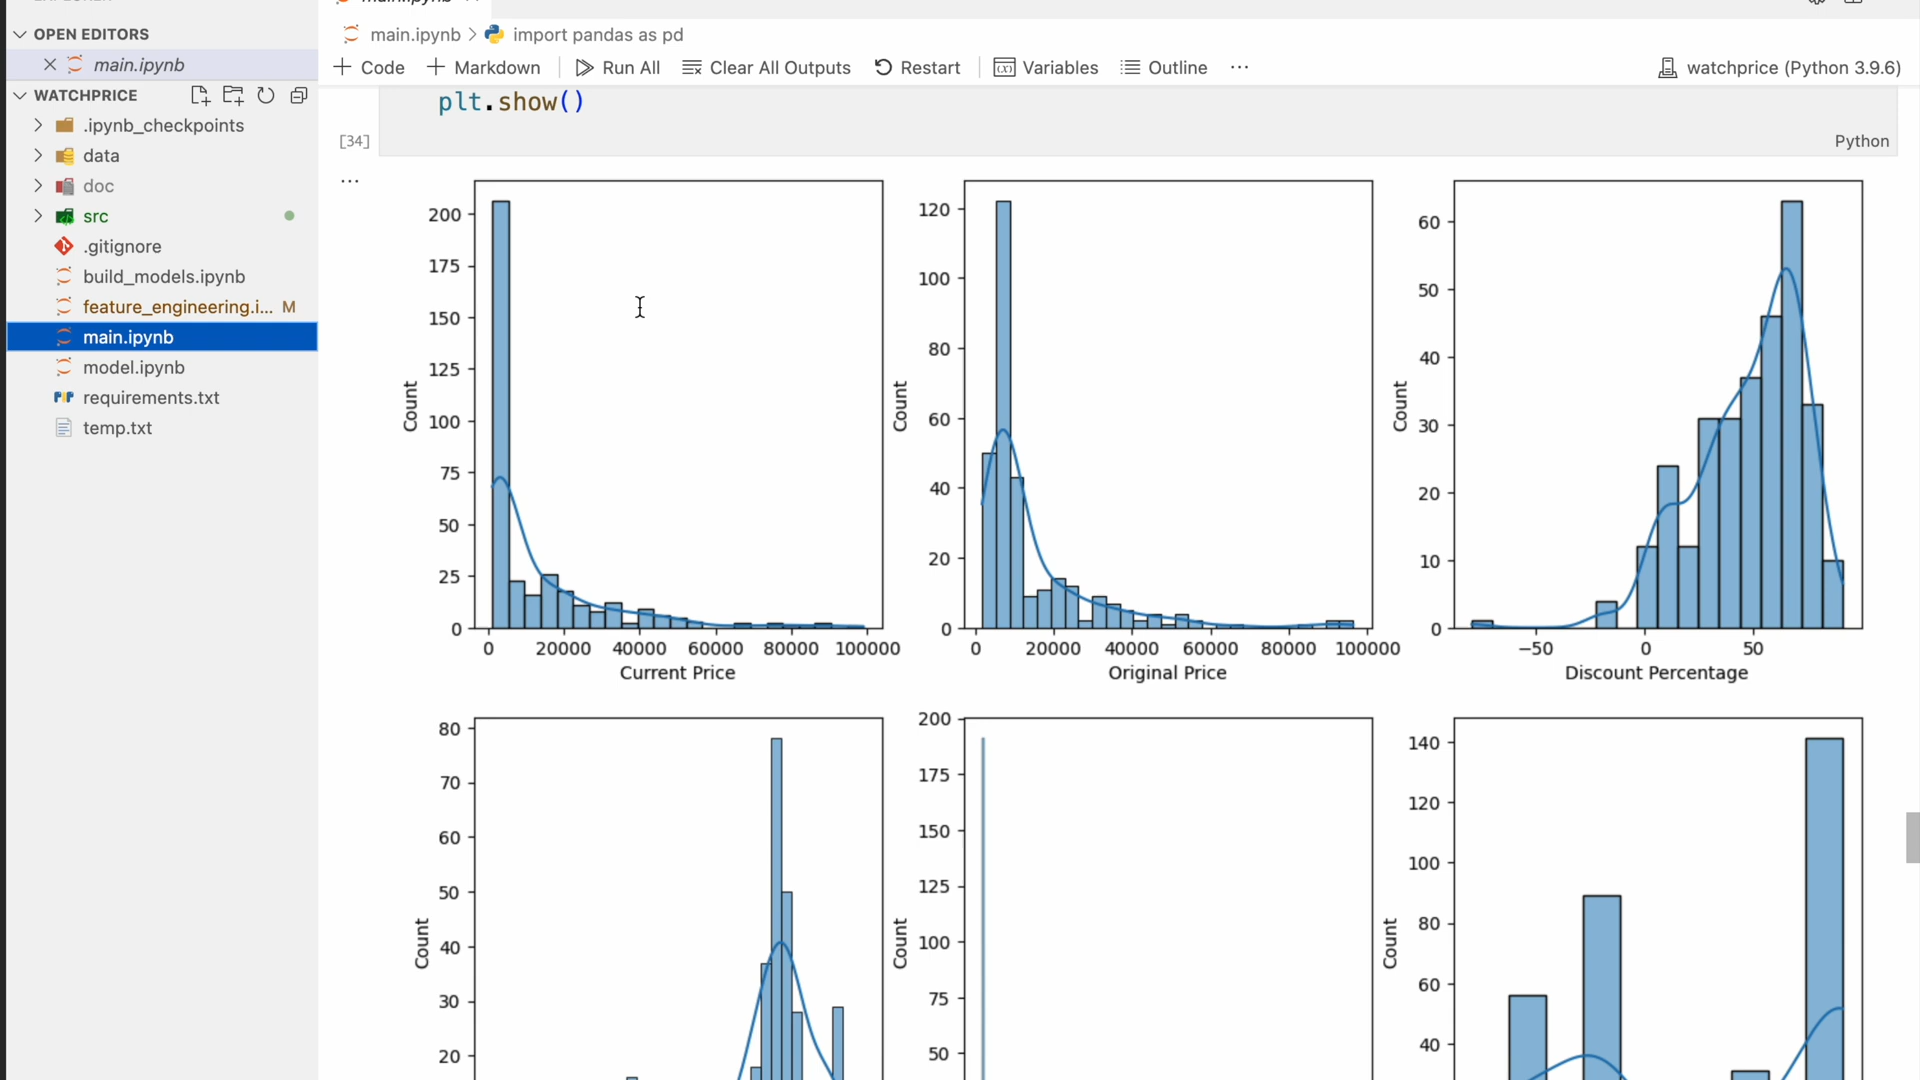 OPEN EDITORS
main.ipynb
WATCHPRICE
.ipynb_checkpoints
data
doc
src
.gitignore
build_models.ipynb
feature_engineering.i... M
main.ipynb
model.ipynb
requirements.txt
temp.txt
main.ipynb > import pandas as pd
+ Code + Markdown Run All Clear All Outputs Restart Variables Outline ... watchprice (Python 3.9.6)
plt.show()
[34] Python
...
200
175
150
125
100
75
50
25
0
Count
0 20000 40000 60000 80000 100000
Current Price
120
100
80
60
40
20
0
Count
0 20000 40000 60000 80000 100000
Original Price
60
50
40
30
20
10
0
Count
−50 0 50
Discount Percentage
80
70
60
50
40
30
20
Count
200
175
150
125
100
75
50
Count
140
120
100
80
60
40
Count